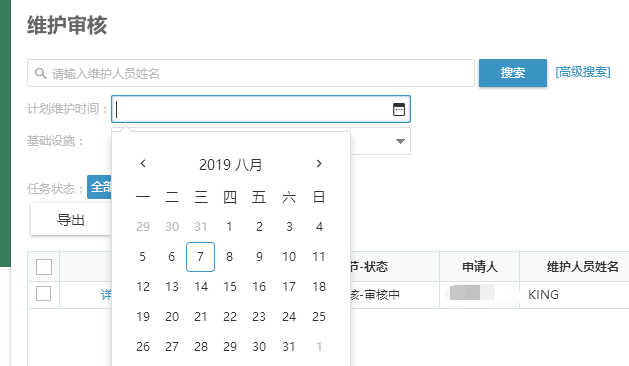 维护审核
请输入维护人员姓名 搜索 [高级搜索]
计划维护时间：
基础设施：
2019 八月
一 二 三 四 五 六 日
29 30 31 1 2 3 4
5 6 7 8 9 10 11
12 13 14 15 16 17 18
19 20 21 22 23 24 25
26 27 28 29 30 31 1
任务状态： 全部
导出
节-状态 申请人 维护人员姓名
详 核-审核中 KING